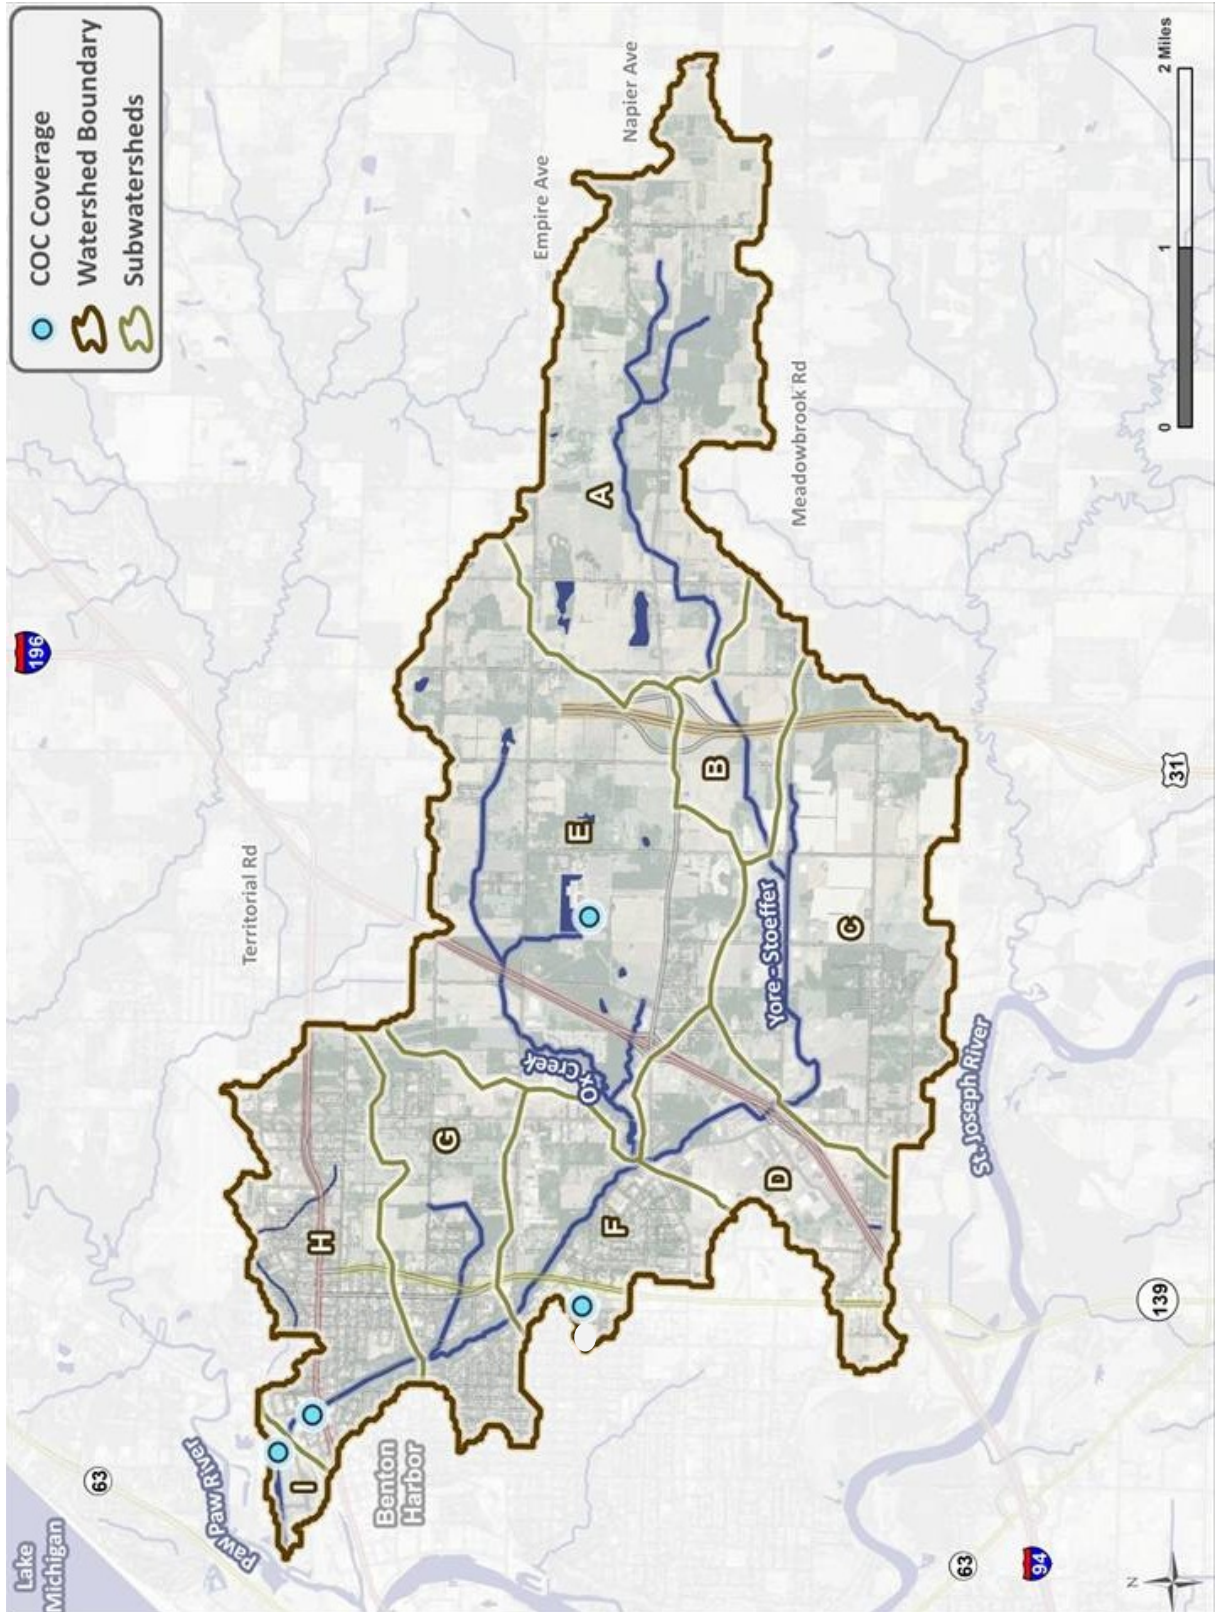 COC Coverage
Watershed Boundary
Subwatersheds
Lake
Michigan
63
Paw Paw River
Benton
Harbor
Territorial Rd
196
Empire Ave
Napier Ave
I
H
G
F
E
D
C
B
A
Ox Creek
Yore - Stoeffer
Meadowbrook Rd
St. Joseph River
63
94
139
31
N
0
1
2 Miles